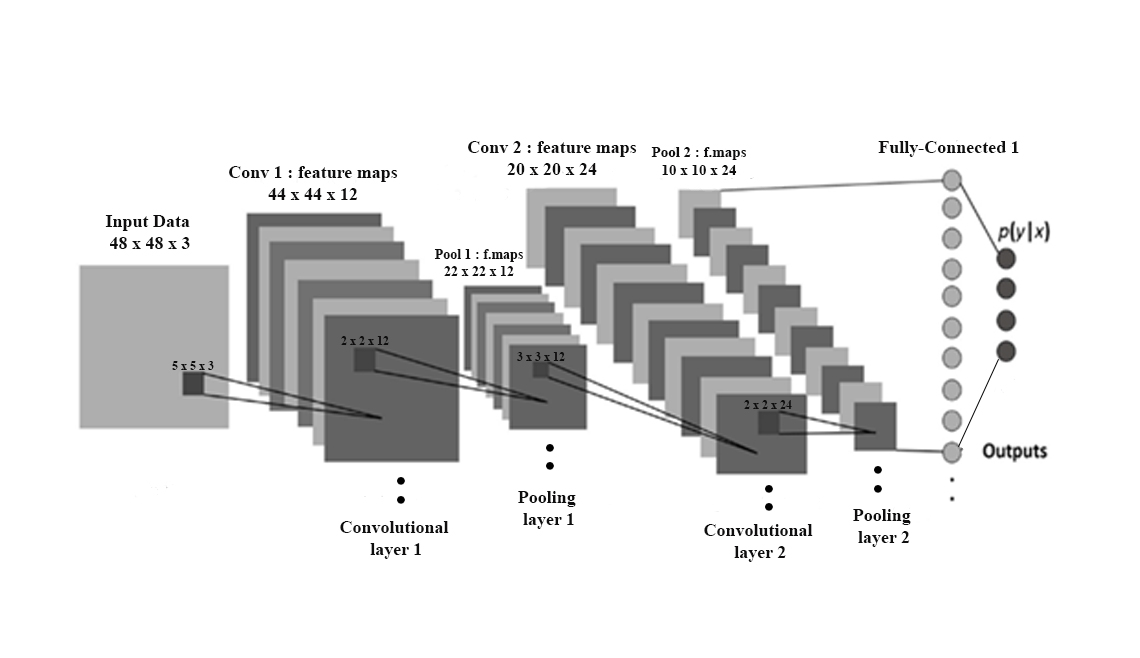 Input Data
48 x 48 x 3
5 x 5 x 3
Conv 1 : feature maps
44 x 44 x 12
2 x 2 x 12
Convolutional
layer 1
Pool 1 : f.maps
22 x 22 x 12
3 x 3 x 12
Pooling
layer 1
Conv 2 : feature maps
20 x 20 x 24
2 x 2 x 24
Convolutional
layer 2
Pool 2 : f.maps
10 x 10 x 24
Pooling
layer 2
Fully-Connected 1
p(y|x)
Outputs